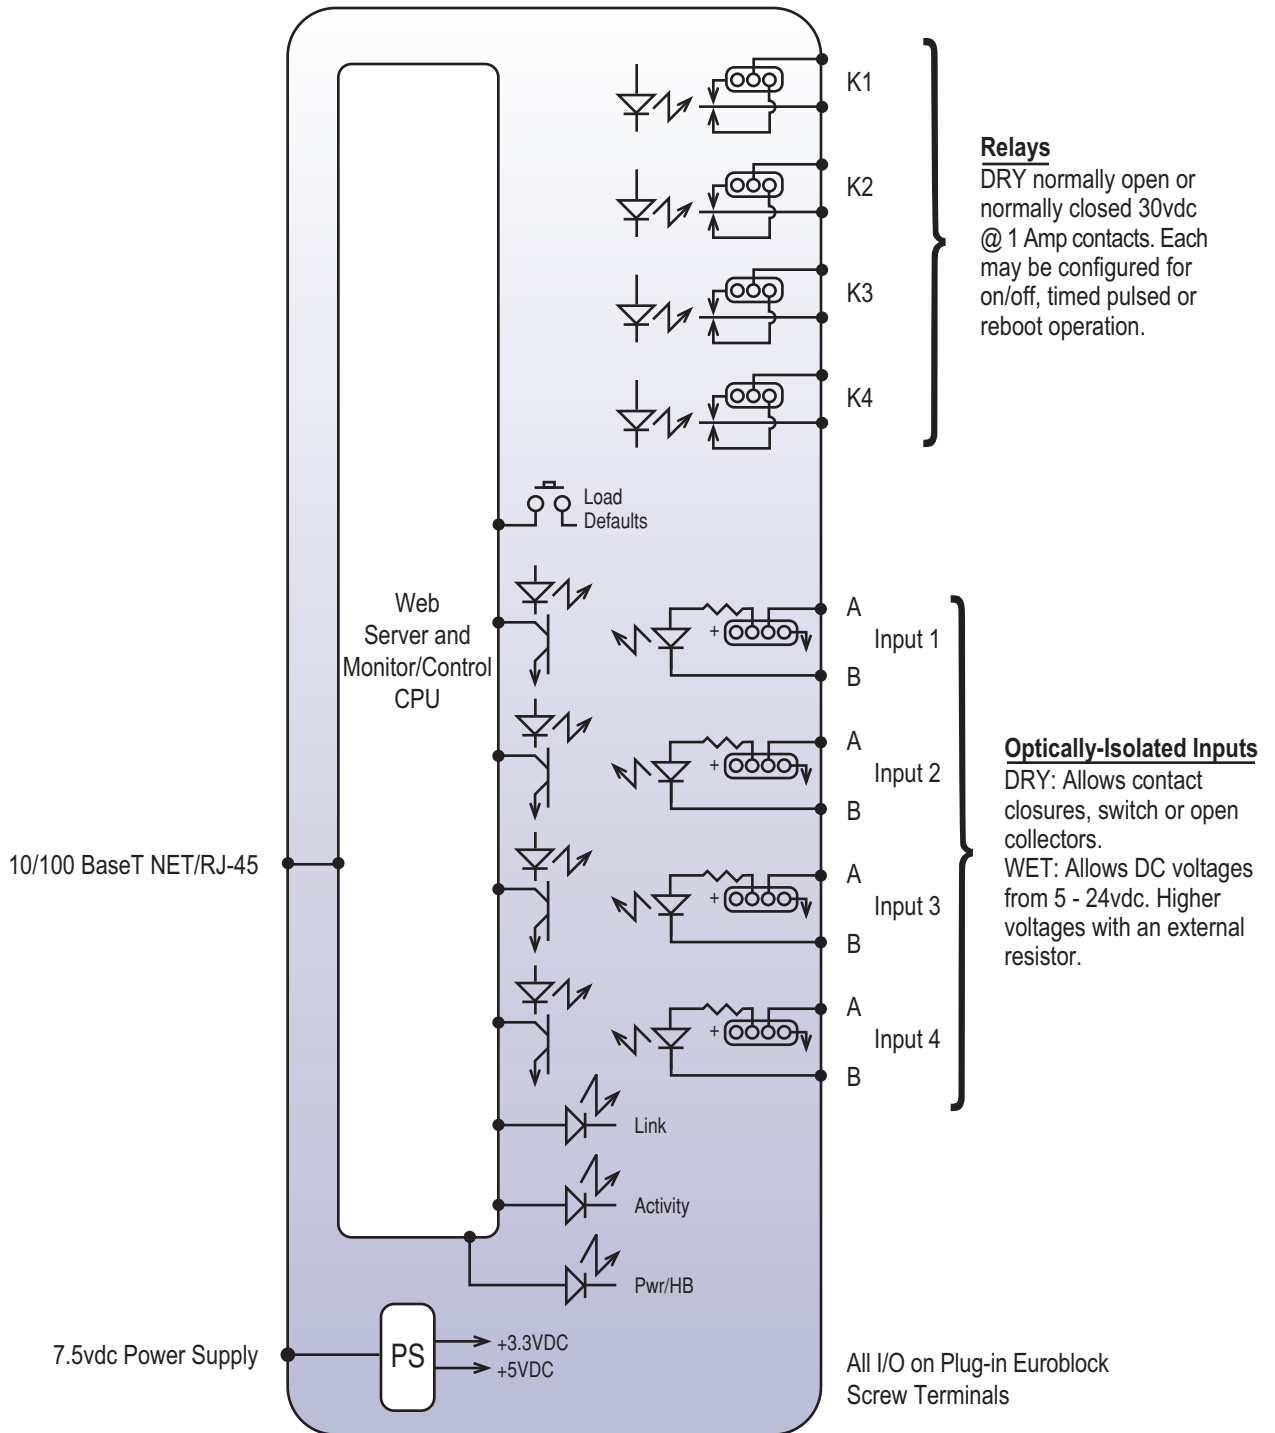 K1
K2
K3
K4
Relays
DRY normally open or
normally closed 30vdc
@ 1 Amp contacts. Each
may be configured for
on/off, timed pulsed or
reboot operation.
Load
Defaults
Web
Server and
Monitor/Control
CPU
A
+
Input 1
B
A
+
Input 2
B
A
+
Input 3
B
A
+
Input 4
B
Optically-Isolated Inputs
DRY: Allows contact
closures, switch or open
collectors.
WET: Allows DC voltages
from 5 - 24vdc. Higher
voltages with an external
resistor.
10/100 BaseT NET/RJ-45
Link
Activity
Pwr/HB
7.5vdc Power Supply
PS
+3.3VDC
+5VDC
All I/O on Plug-in Euroblock
Screw Terminals